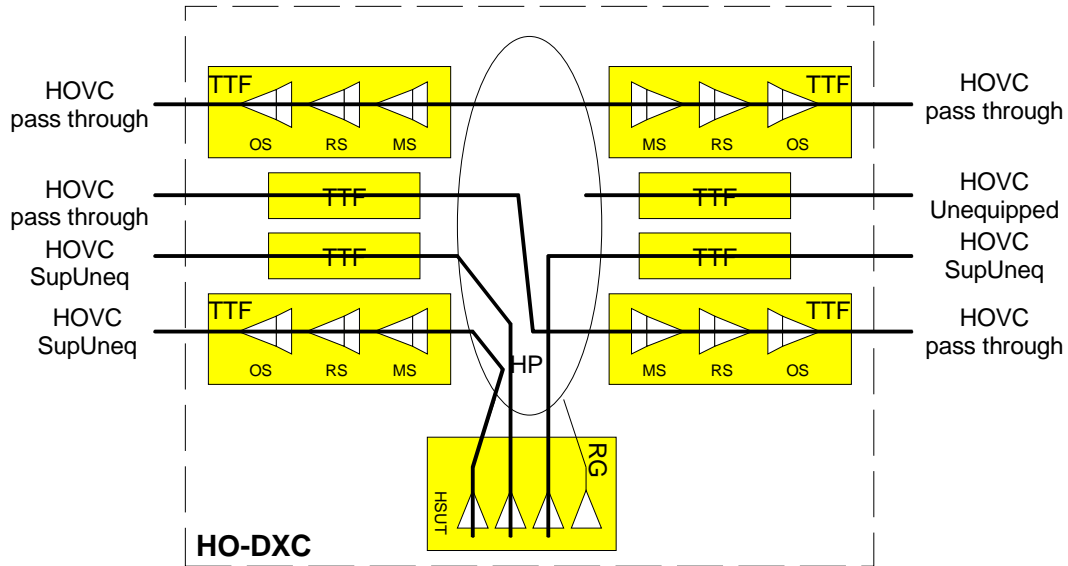 HOVC
pass through
TTF
OS RS MS
TTF
MS RS OS
HOVC
pass through
HOVC
pass through
TTF
TTF
HOVC
Unequipped
HOVC
SupUneq
TTF
TTF
HOVC
SupUneq
HOVC
SupUneq
TTF
OS RS MS
HP
TTF
MS RS OS
HOVC
pass through
HSUT
RG
HO-DXC